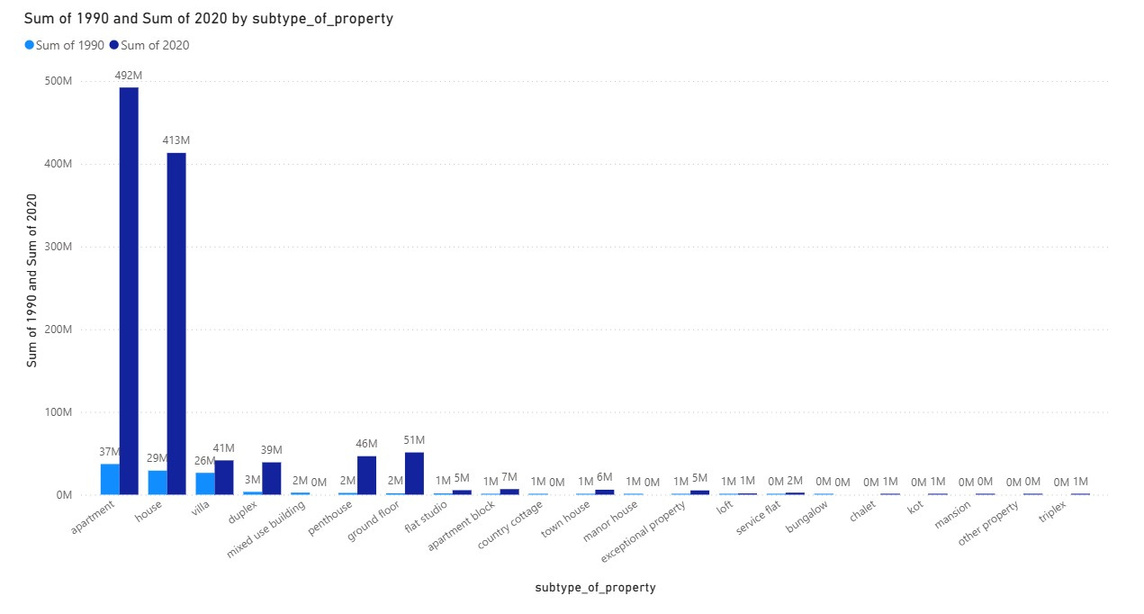 Sum of 1990 and Sum of 2020 by subtype_of_property
Sum of 1990 Sum of 2020
Sum of 1990 and Sum of 2020
500M
400M
300M
200M
100M
0M
37M 492M
29M 413M
26M 41M
3M 39M
2M 0M
2M 46M
2M 51M
1M 5M
1M 7M
1M 0M
1M 6M
1M 0M
1M 5M
1M 1M
0M 2M
0M 0M
0M 1M
0M 1M
0M 0M
0M 0M
0M 1M
apartment
house
villa
duplex
mixed use building
penthouse
ground floor
flat studio
apartment block
country cottage
town house
manor house
exceptional property
loft
service flat
bungalow
chalet
kot
mansion
other property
triplex
subtype_of_property